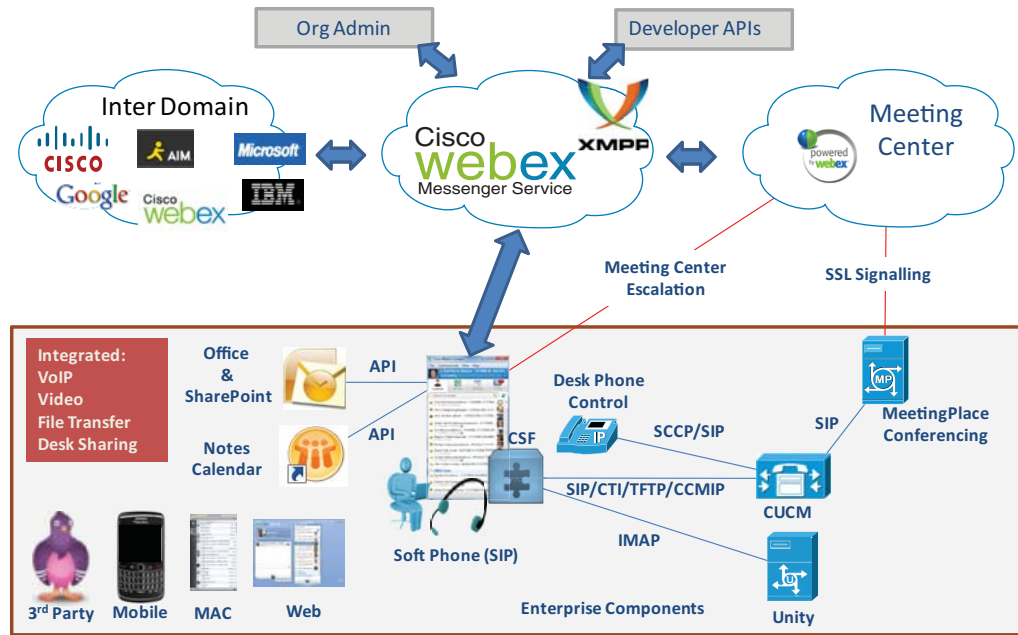 Org Admin
Developer APIs
Inter Domain
CISCO
AIM
Microsoft
Google
Cisco
webex
IBM
Cisco
webex
Messenger Service
XMPP
Meeting
Center
powered
by webex
Meeting Center
Escalation
SSL Signalling
Integrated:
VoIP
Video
File Transfer
Desk Sharing
Office
&
SharePoint
API
Notes
Calendar
API
CSF
Desk Phone
Control
IP
SCCP/SIP
SIP
MP
MeetingPlace
Conferencing
SIP/CTI/TFTP/CCMIP
CUCM
IMAP
Soft Phone (SIP)
U
Unity
3rd Party
Mobile
MAC
Web
Enterprise Components